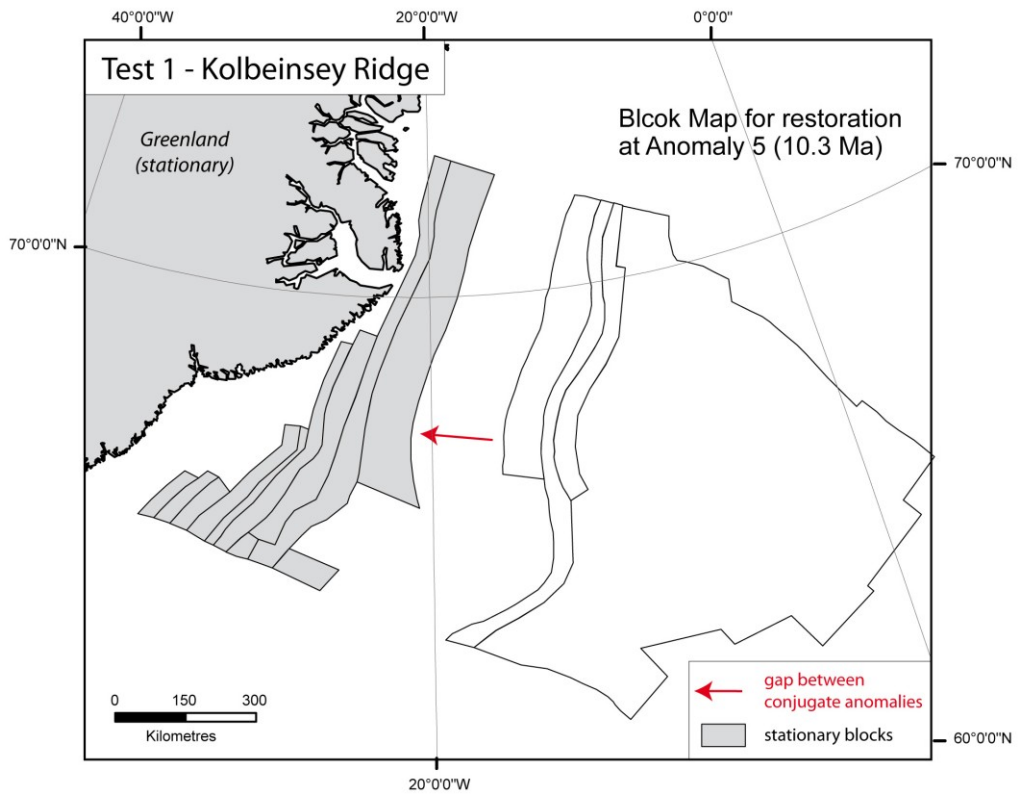 40°0'0"W
20°0'0"W
0°0'0"
Test 1 - Kolbeinsey Ridge
Greenland
(stationary)
Blcok Map for restoration
at Anomaly 5 (10.3 Ma)
70°0'0"N
70°0'0"N
0
150
300
Kilometres
gap between
conjugate anomalies
stationary blocks
60°0'0"N
20°0'0"W